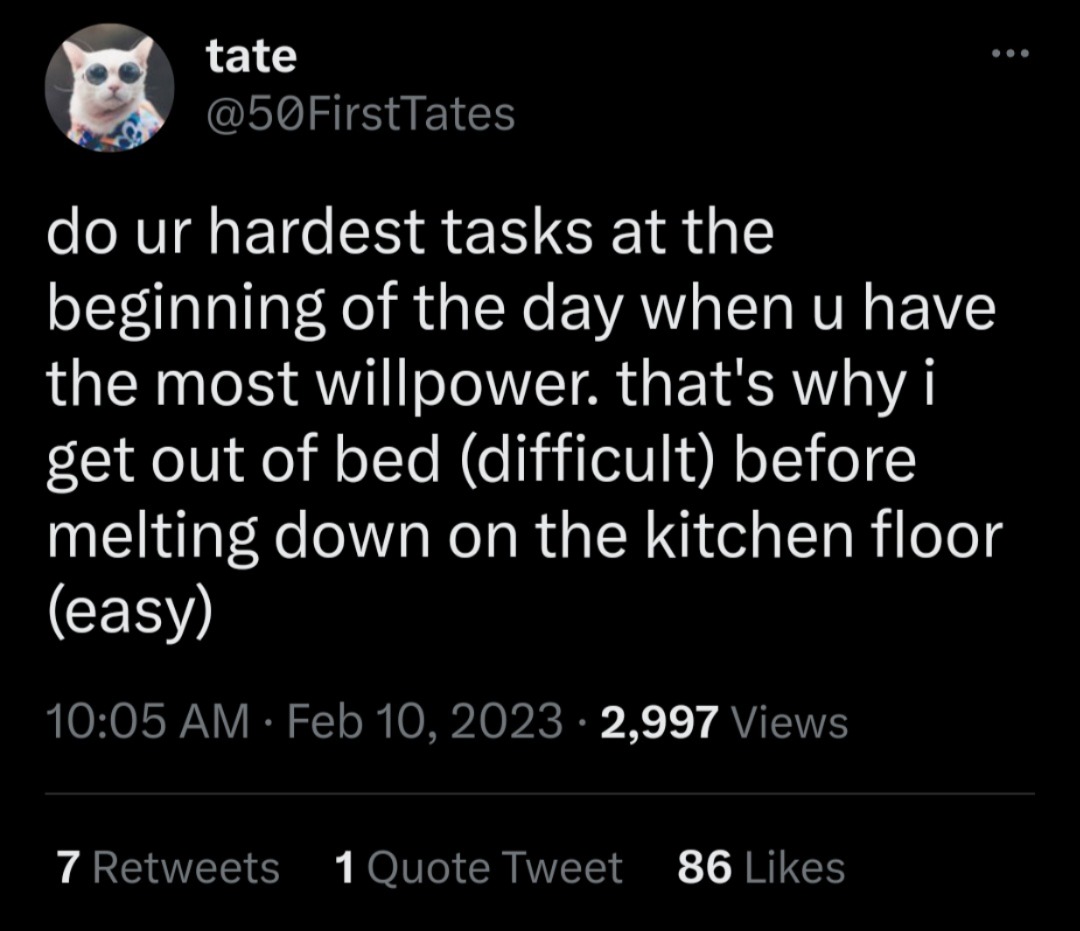 tate
@50FirstTates
do ur hardest tasks at the
beginning of the day when u have
the most willpower. that's why i
get out of bed (difficult) before
melting down on the kitchen floor
(easy)
10:05 AM · Feb 10, 2023 · 2,997 Views
7 Retweets 1 Quote Tweet 86 Likes